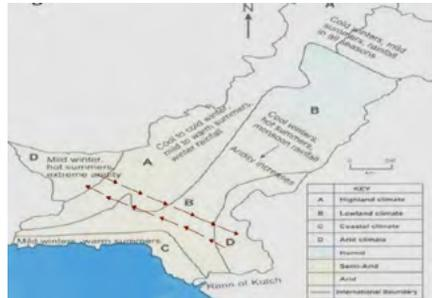 N
A
Cold winters, mild
summers, rainfall
in all seasons
Cool to cold winter,
mild to warm summers,
winter rainfall
B
Cool winters,
hot summers,
monsoon rainfall
Aridity increases
D
Mild winter,
hot summers,
extreme aridity
A
B
D
Mild winters, warm summers
C
Rann of Kutch
KEY
A Highland climate
B Lowland climate
C Coastal climate
D Arid climate
Humid
Semi-Arid
Arid
International Boundary